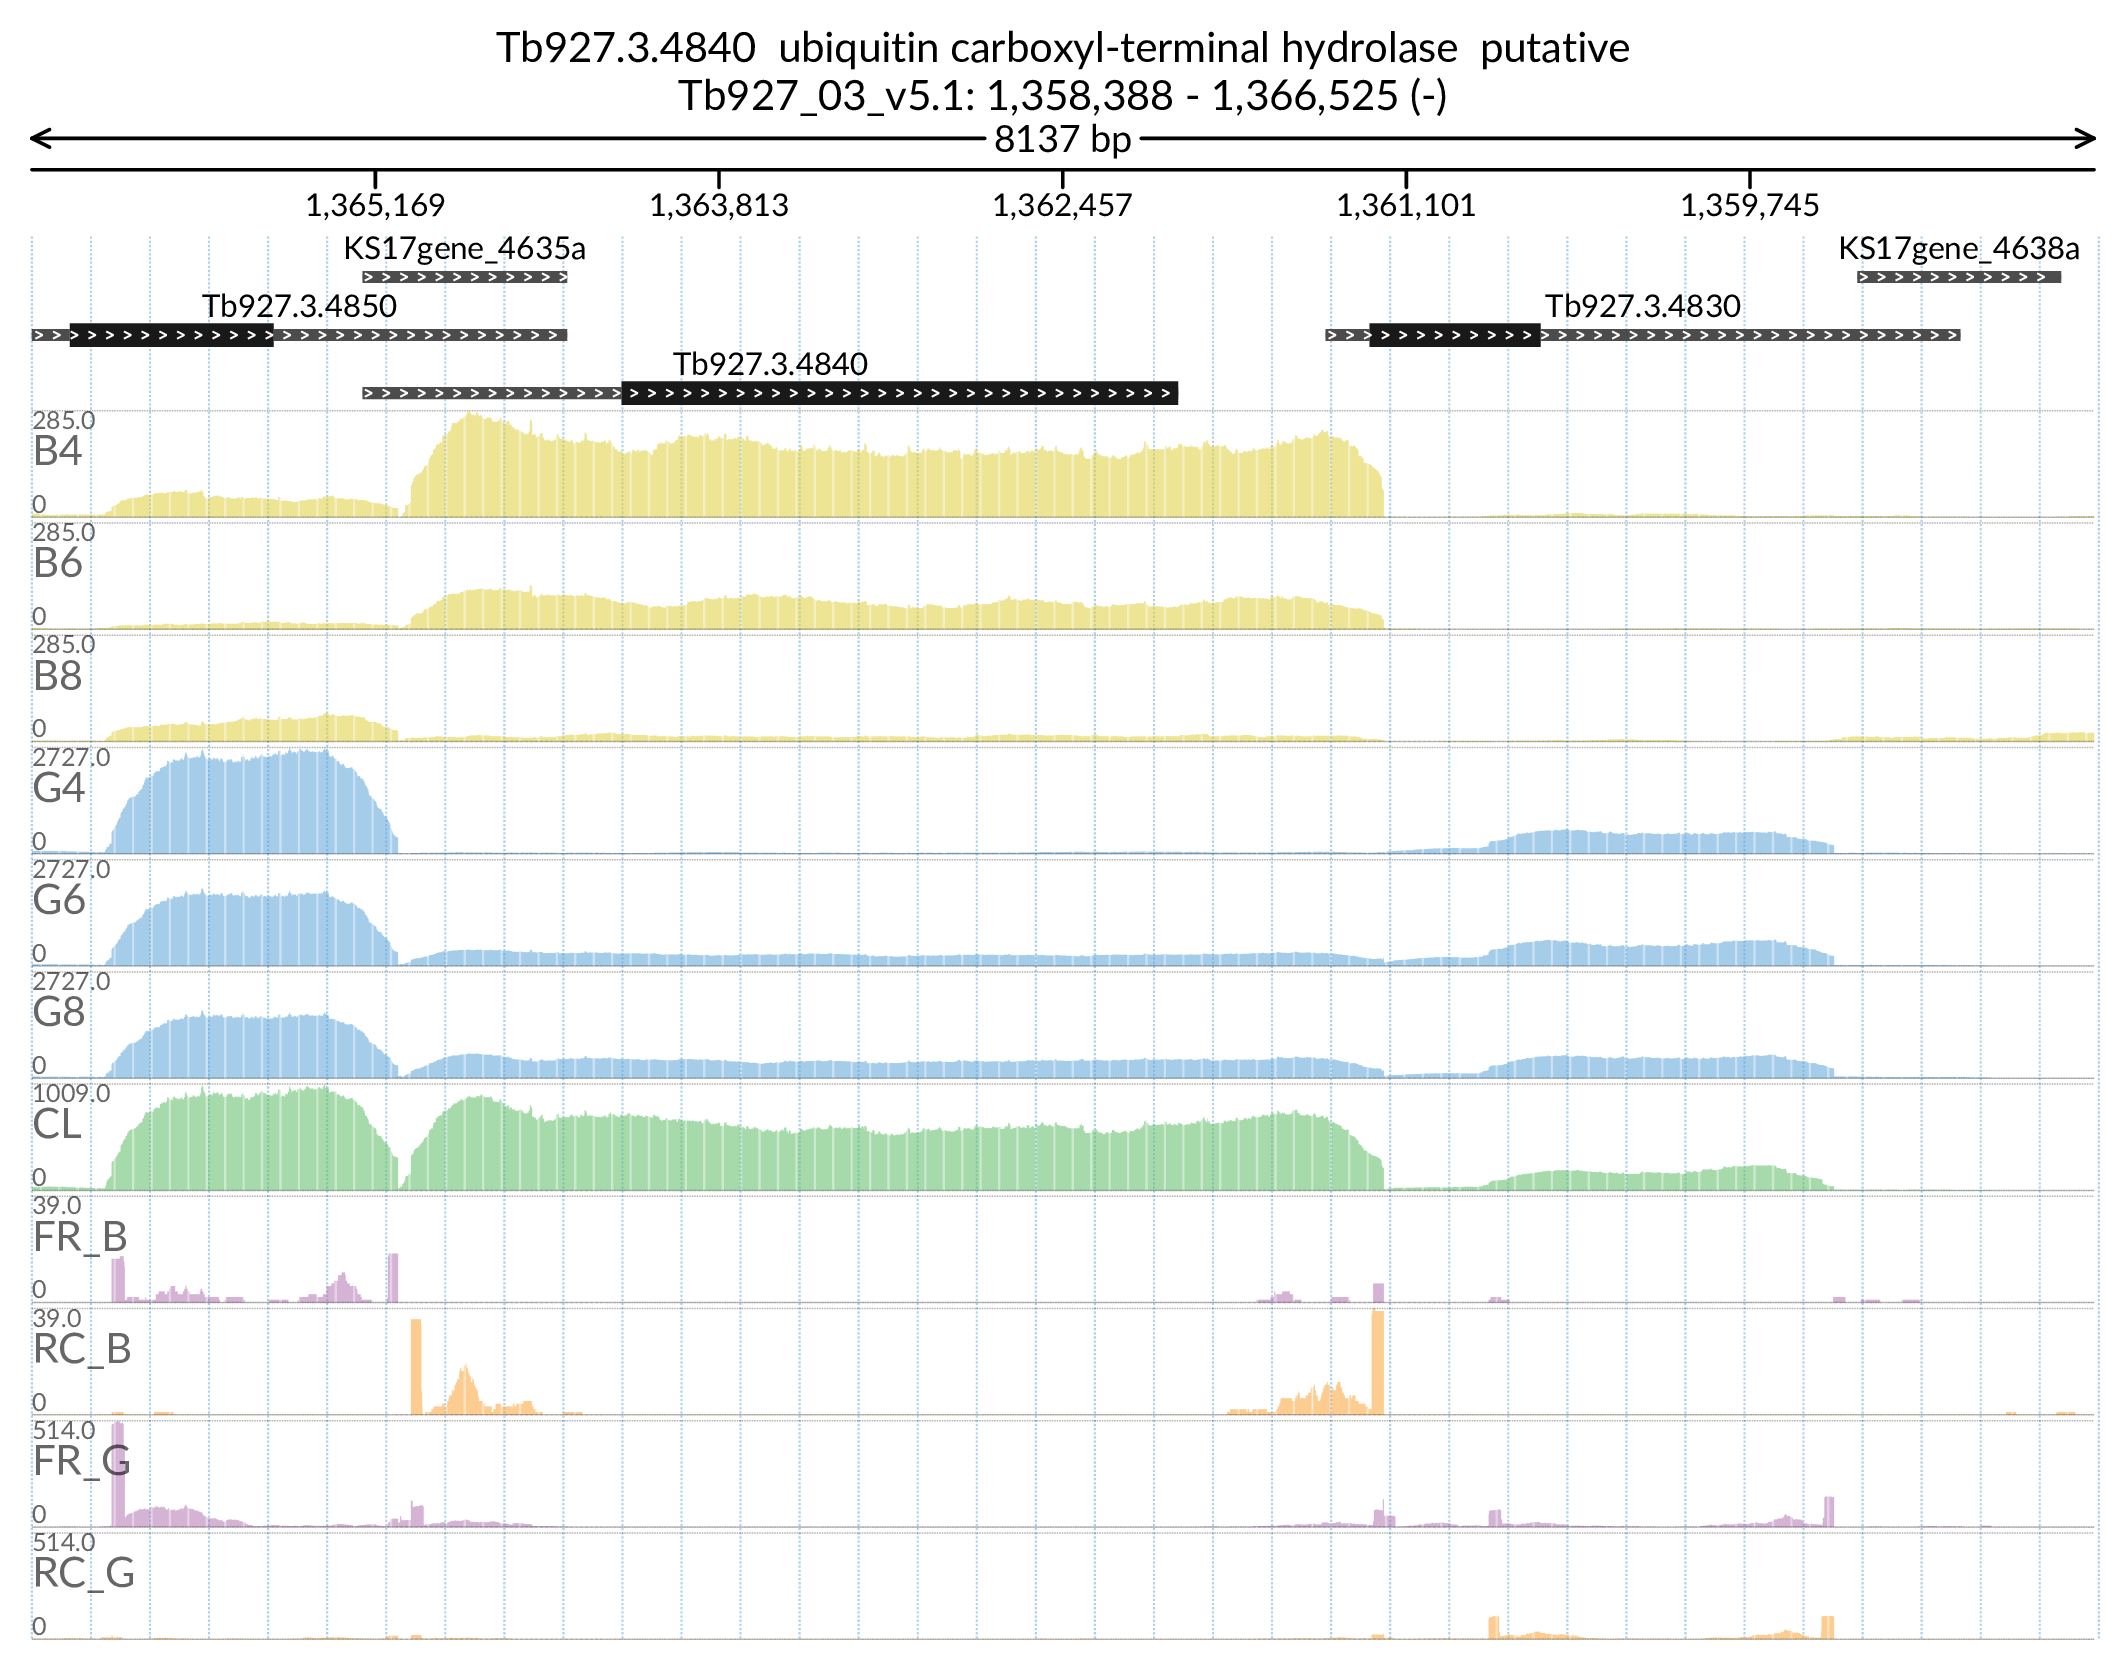 Tb927.3.4840  ubiquitin carboxyl-terminal hydrolase  putative
Tb927_03_v5.1: 1,358,388 - 1,366,525 (-)
8137 bp
1,365,169 1,363,813 1,362,457 1,361,101 1,359,745
KS17gene_4635a KS17gene_4638a
Tb927.3.4850 Tb927.3.4830
Tb927.3.4840
285.0
B4
0
285.0
B6
0
285.0
B8
0
2727.0
G4
0
2727.0
G6
0
2727.0
G8
0
1009.0
CL
0
39.0
FR_B
0
39.0
RC_B
0
514.0
FR_G
0
514.0
RC_G
0